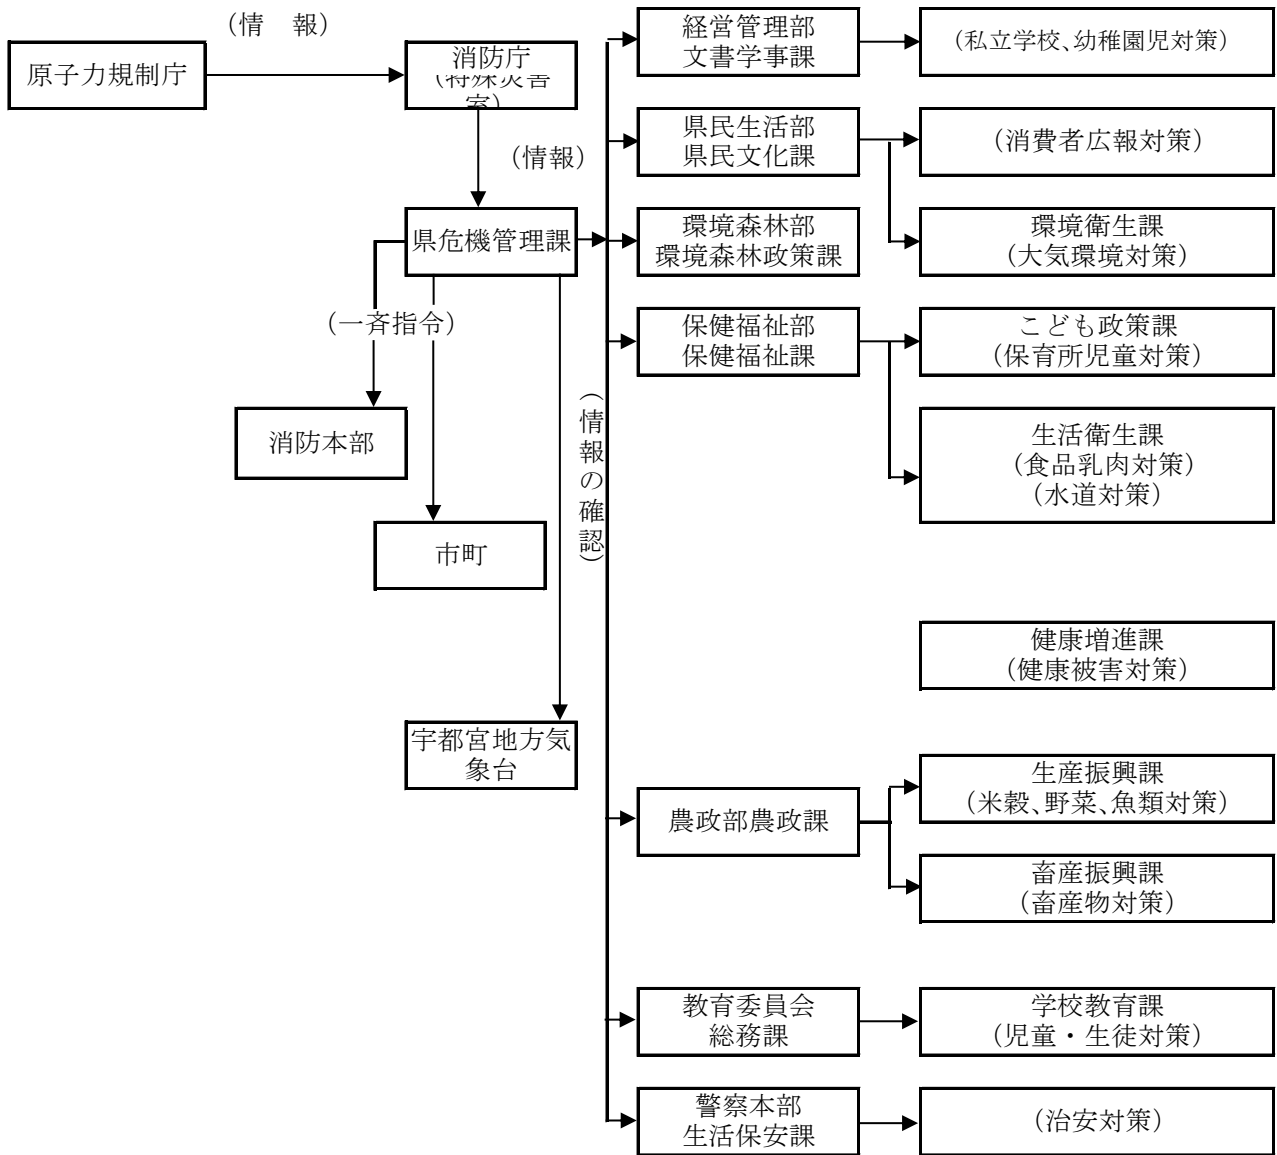 (情　報)
原子力規制庁
消防庁
(特殊災害
室)
(情報)
県危機管理課
(一斉指令)
消防本部
市町
宇都宮地方気
象台
(情報の確認)
経営管理部
文書学事課
(私立学校、幼稚園児対策)
県民生活部
県民文化課
(消費者広報対策)
環境森林部
環境森林政策課
環境衛生課
(大気環境対策)
保健福祉部
保健福祉課
こども政策課
(保育所児童対策)
生活衛生課
(食品乳肉対策)
(水道対策)
健康増進課
(健康被害対策)
農政部農政課
生産振興課
(米穀、野菜、魚類対策)
畜産振興課
(畜産物対策)
教育委員会
総務課
学校教育課
(児童・生徒対策)
警察本部
生活保安課
(治安対策)